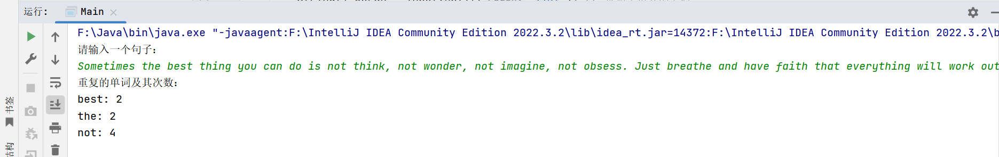 运行: Main
F:\Java\bin\java.exe "-javaagent:F:\IntelliJ IDEA Community Edition 2022.3.2\lib\idea_rt.jar=14372:F:\IntelliJ IDEA Community Edition 2022.3.2\b
请输入一个句子:
Sometimes the best thing you can do is not think, not wonder, not imagine, not obsess. Just breathe and have faith that everything will work out
重复的单词及其次数:
best: 2
the: 2
not: 4
书签
结构